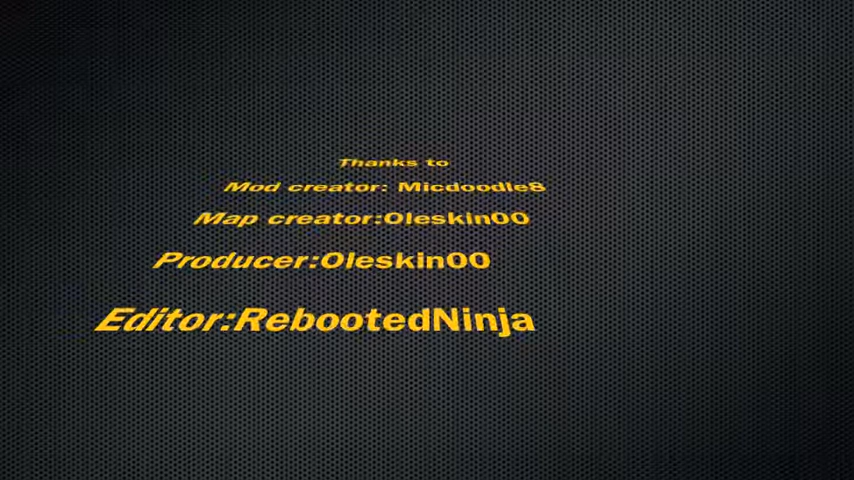 Thanks to
Mod creator: Micdoodle8
Map creator:Oleskin00
Producer:Oleskin00
Editor:RebootedNinja